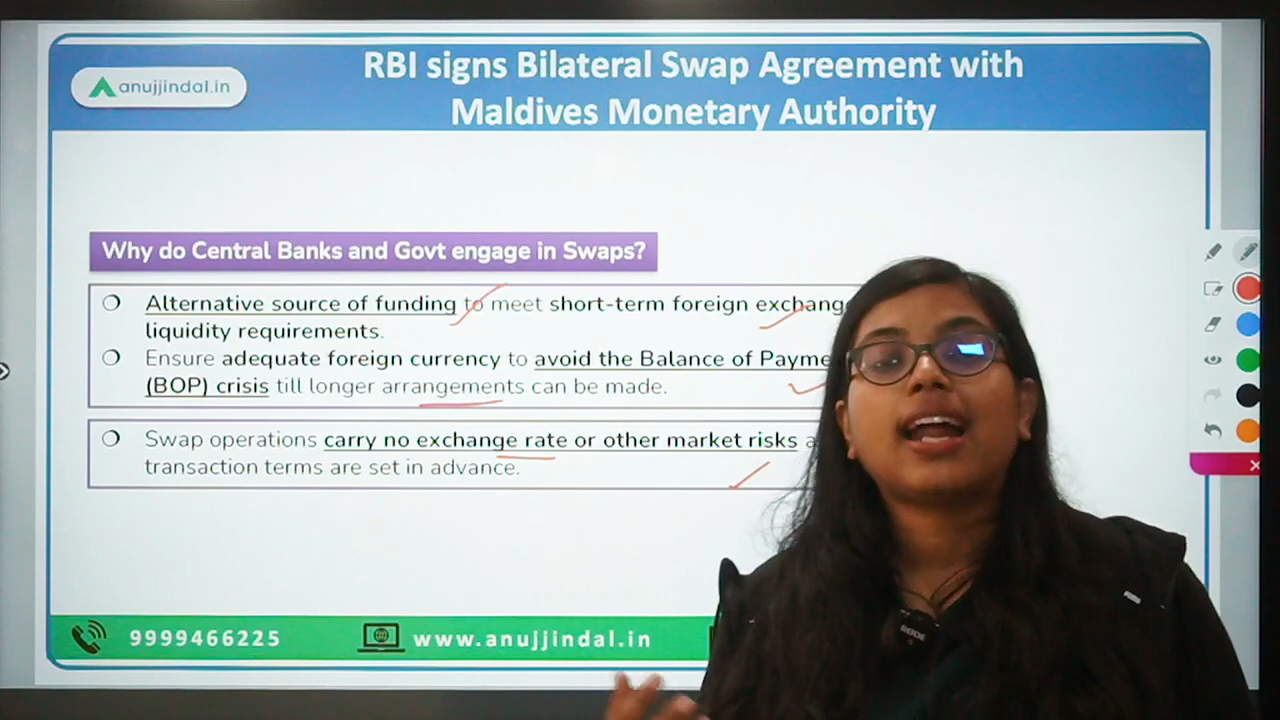 RBI signs Bilateral Swap Agreement with
anujjindal.in
Maldives Monetary Authority
Why do Central Banks and Govt engage in Swaps?
Alternative source of funding to meet short-term foreign
liquidity requirements.
Ensure adequate foreign currency to avoid the Balance of
(BOP) crisis till longer arrangements can be made.
Swap operations carry no exchange rate or other market risks
transaction terms are set in advance.
9999466225
www.anujjindal.in
RODE